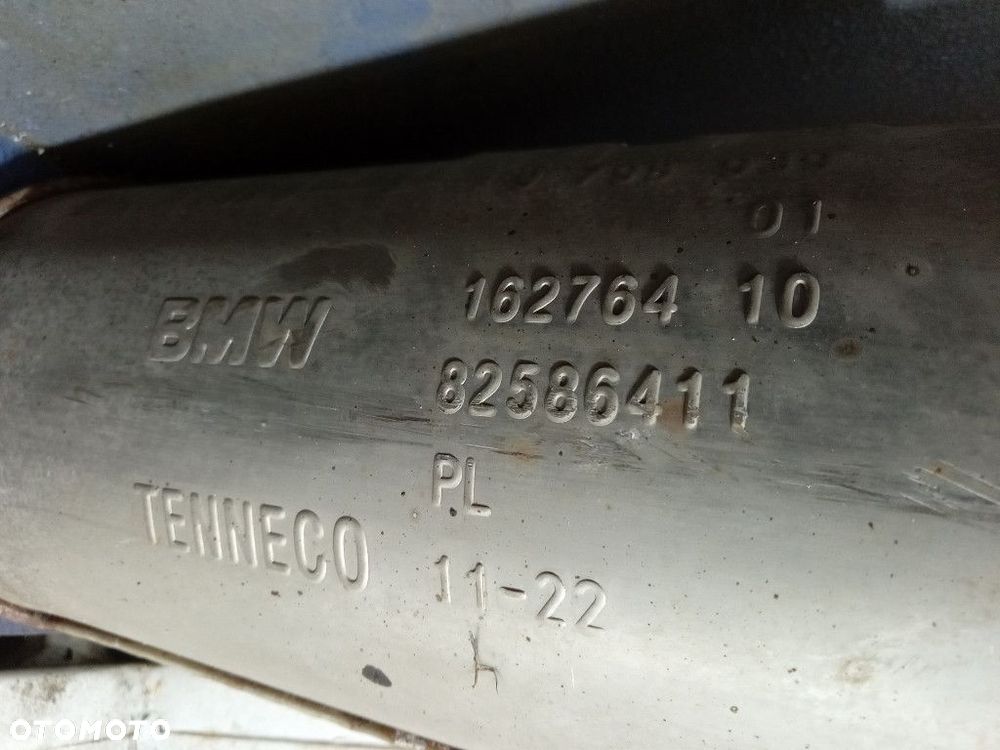 01
162764 10
BMW
82586411
PL
TENNECO 11-22
OTOMOTO